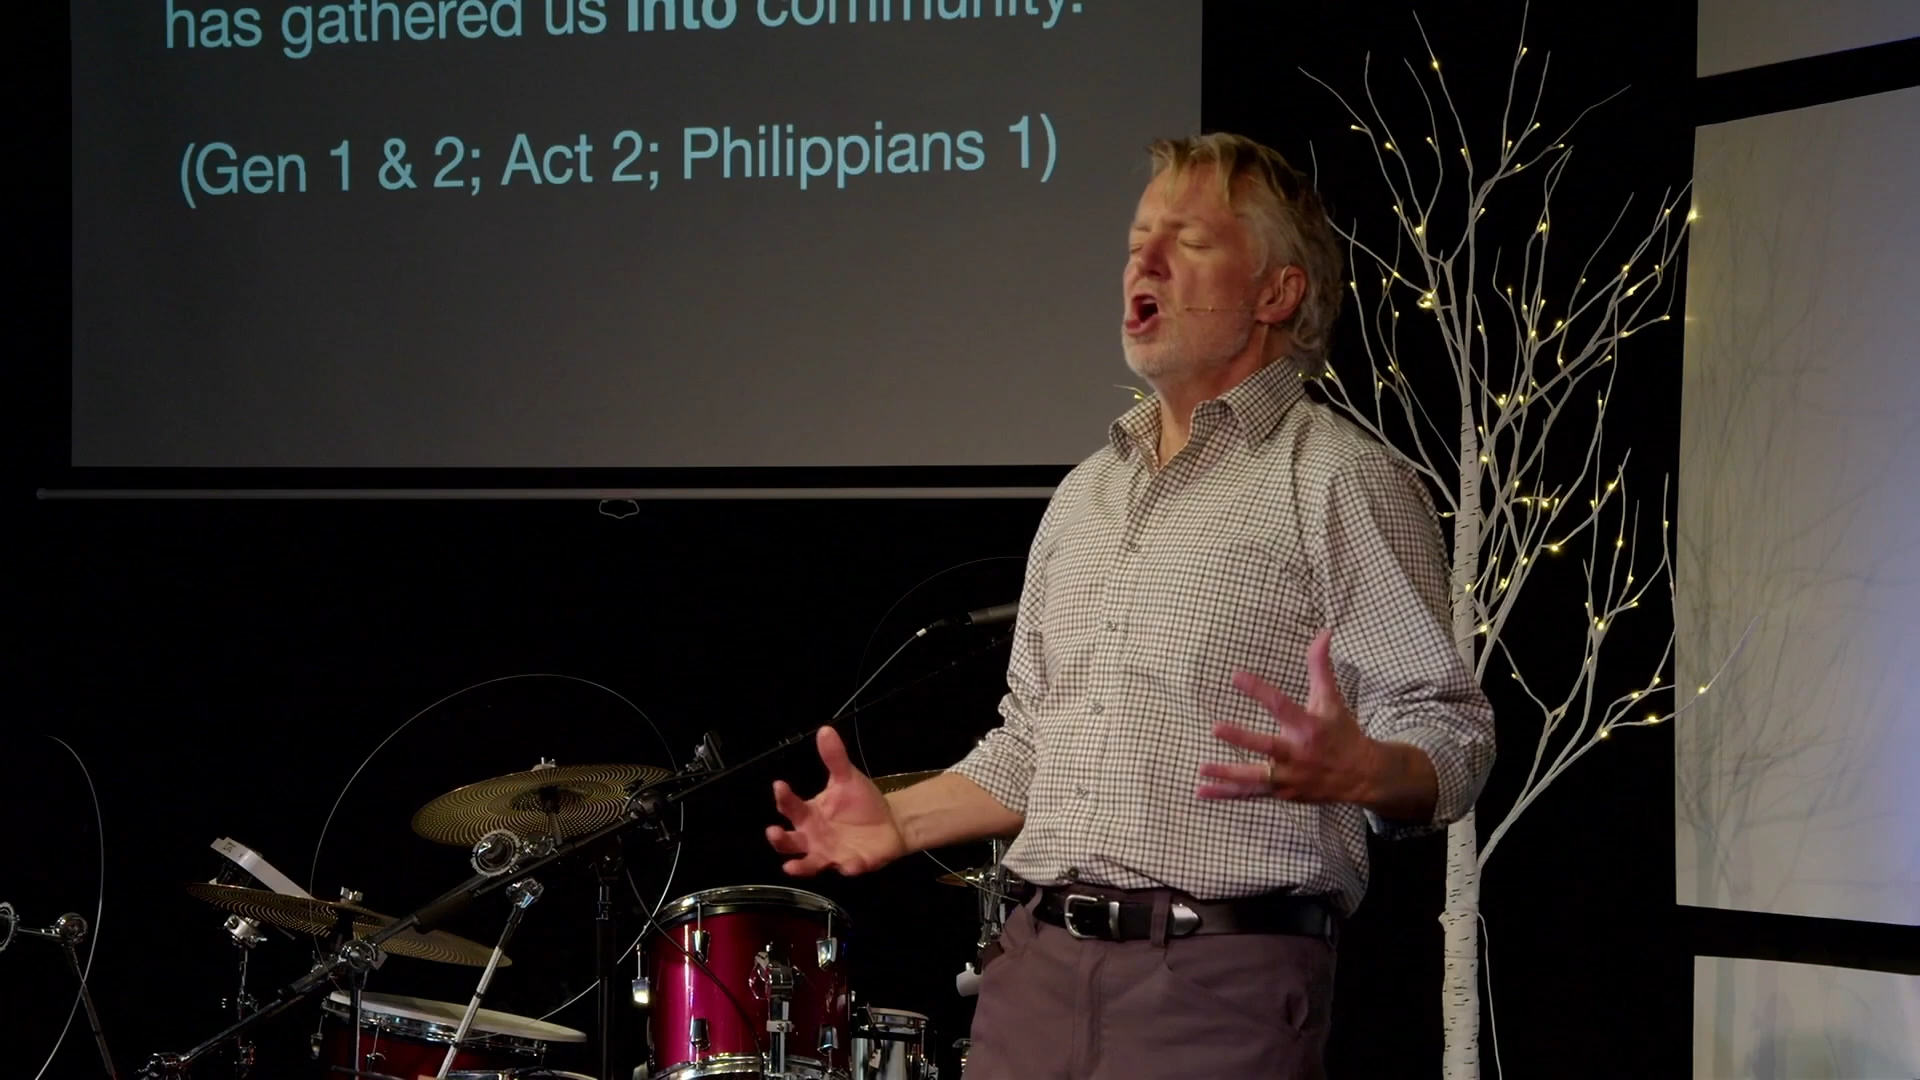 has gathered us into community.
(Gen 1 & 2; Act 2; Philippians 1)